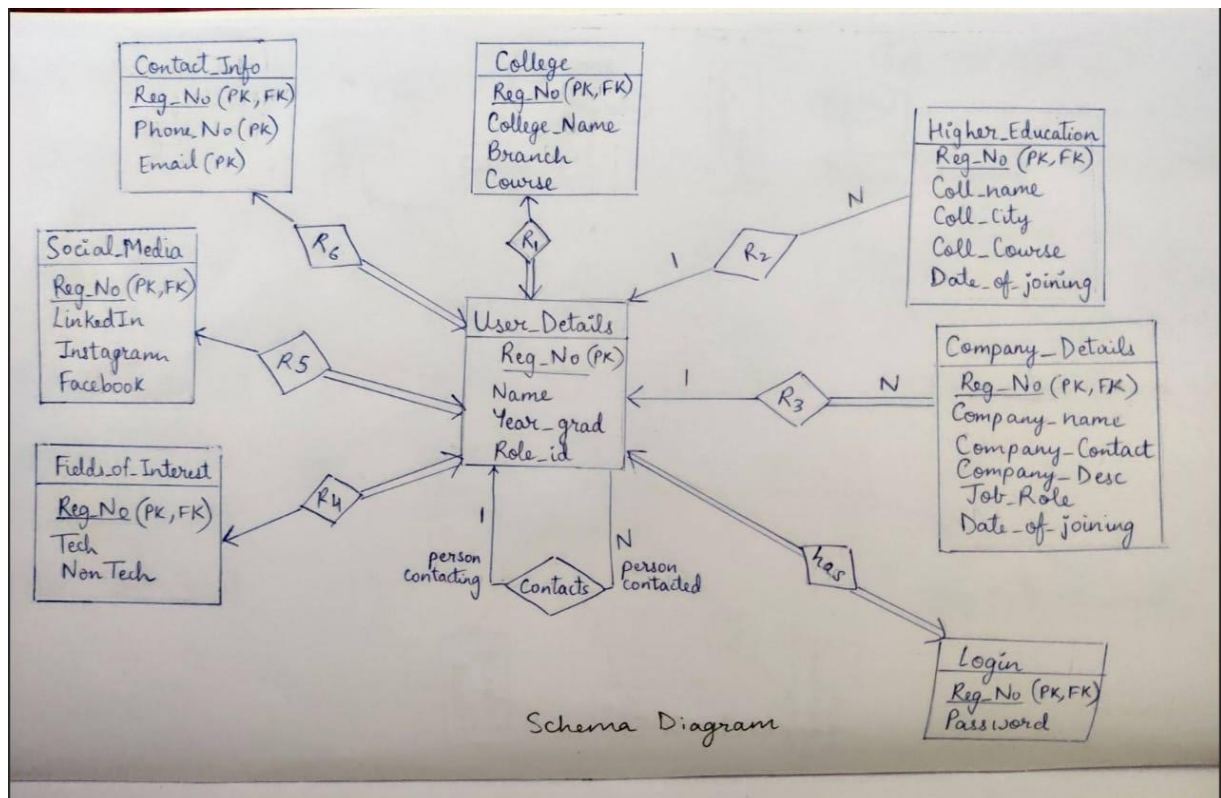 Contact_Info
Reg_No (PK, FK)
Phone_No (PK)
Email (PK)
College
Reg_No (PK, FK)
College_Name
Branch
Course
Higher_Education
Reg_No (PK, FK)
Coll_name
Coll_City
Coll_Course
Date_of_joining
Social_Media
Reg_No (PK, FK)
LinkedIn
Instagram
Facebook
R6
R1
N
1
R2
User_Details
Reg_No (PK)
Name
Year_grad
Role_id
R5
1
R3
N
Company_Details
Reg_No (PK, FK)
Company_name
Company_Contact
Company_Desc
Job_Role
Date_of_joining
Fields_of_Interest
Reg_No (PK, FK)
Tech
NonTech
R4
1
person
contacting
Contacts
N
person
contacted
has
Login
Reg_No (PK, FK)
Password
Schema Diagram